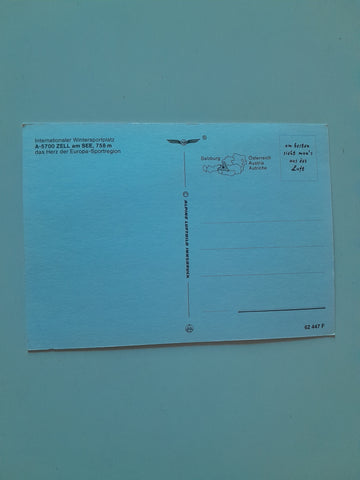 Internationaler Wintersportplatz
A-5700 ZELL am SEE, 758 m
das Herz der Europa-Sportregion
®
Salzburg
Österreich
Austria
Autriche
am besten
sieht man's
aus der
Luft
ALPINE LUFTBILD INNSBRUCK
62 447 F